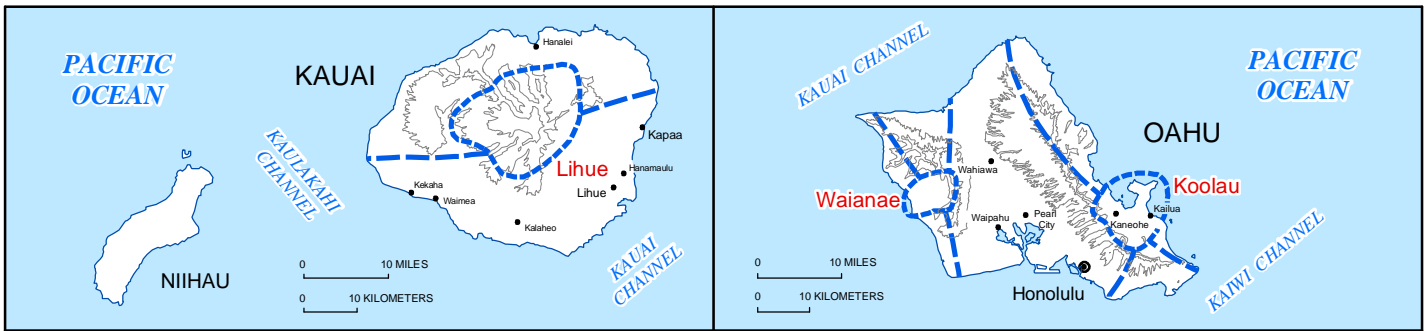 PACIFIC
OCEAN
KAUAI
Hanalei
KAULAKAHI
CHANNEL
Kapaa
Lihue
Hanamaulu
Lihue
Kekaha
Waimea
Kalaheo
NIIHAU
0 10 MILES
0 10 KILOMETERS
KAUAI
CHANNEL
KAUAI CHANNEL
PACIFIC
OCEAN
OAHU
Wahiawa
Waianae
Koolau
Waipahu
Pearl
City
Kaneohe
Kailua
0 10 MILES
0 10 KILOMETERS
Honolulu
KAIWI CHANNEL